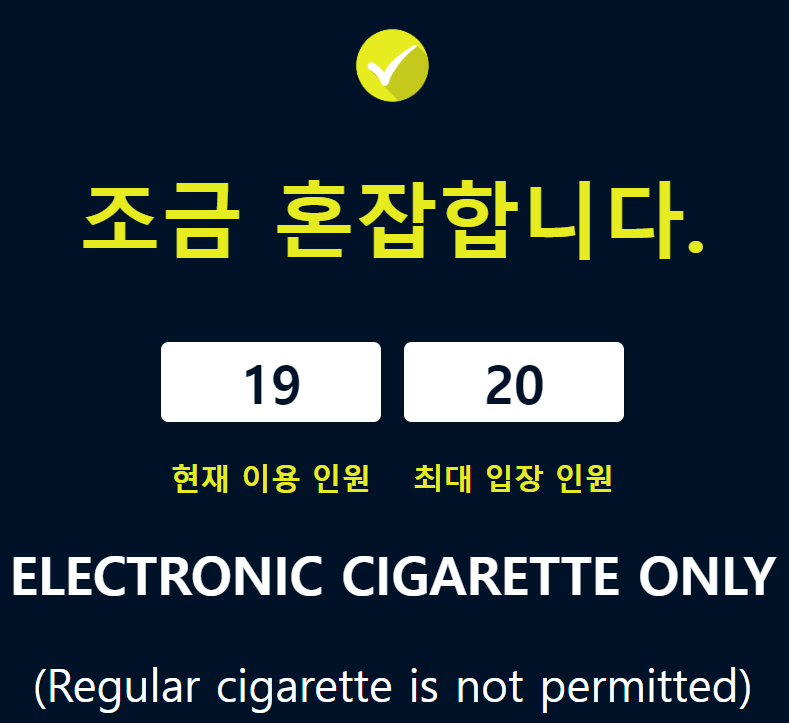 조금 혼잡합니다.
19 20
현재 이용 인원 최대 입장 인원
ELECTRONIC CIGARETTE ONLY
(Regular cigarette is not permitted)